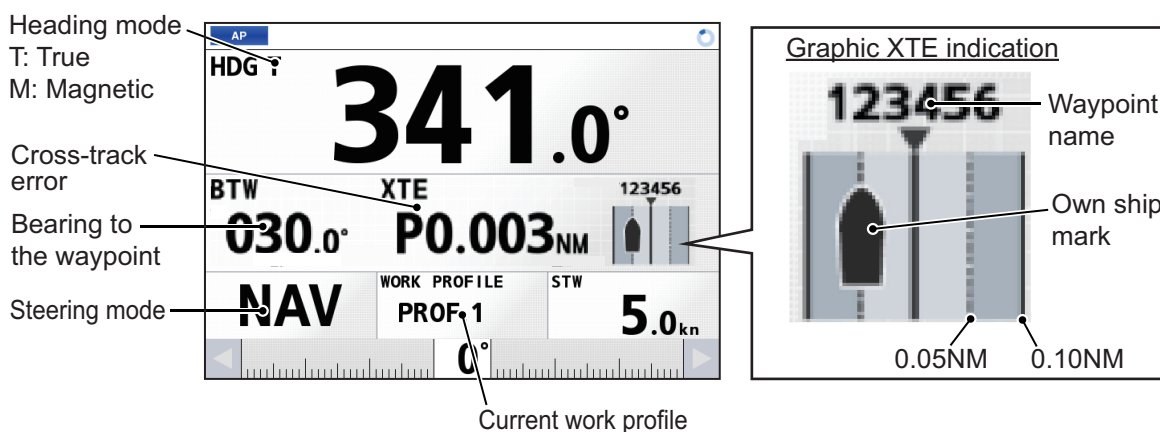 Heading mode
T: True
M: Magnetic
Cross-track
error
Bearing to
the waypoint
Steering mode
AP
HDG T
341.0°
BTW
030.0°
XTE
P0.003NM
123456
NAV
WORK PROFILE
PROF 1
STW
5.0kn
0°
Current work profile
Graphic XTE indication
123456
Waypoint
name
Own ship
mark
0.05NM
0.10NM